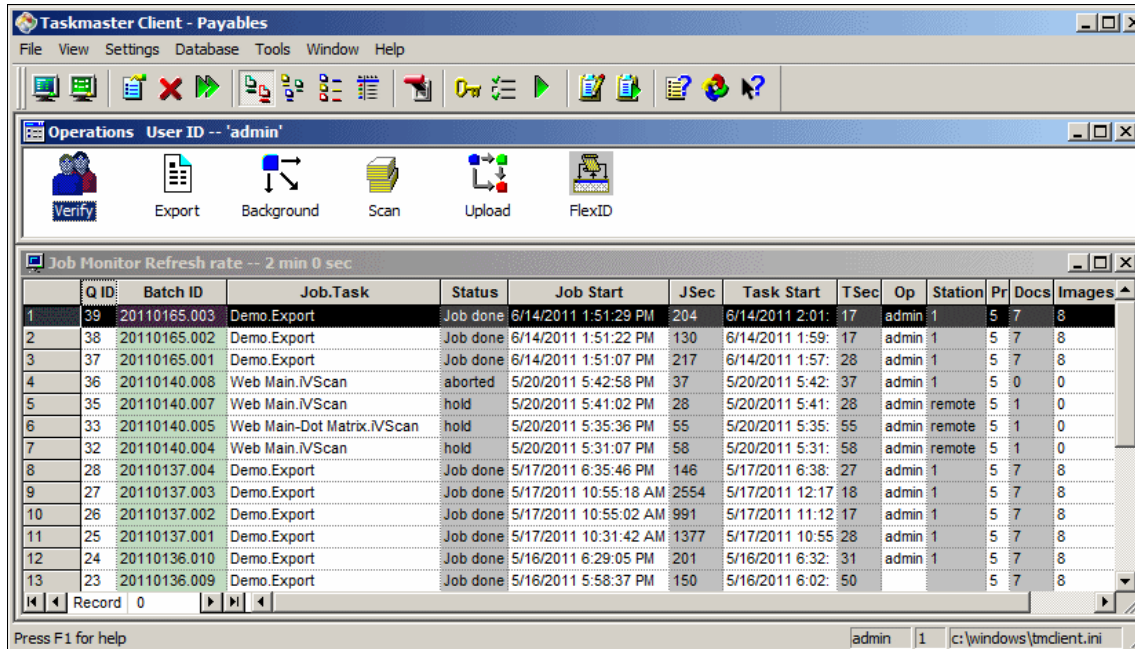 Taskmaster Client - Payables
File View Settings Database Tools Window Help
Operations User ID -- 'admin'
Verify Export Background Scan Upload FlexID
Job Monitor Refresh rate -- 2 min 0 sec
Q ID Batch ID Job.Task Status Job Start JSec Task Start TSec Op Station Pr Docs Images
1 39 20110165.003 Demo.Export Job done 6/14/2011 1:51:29 PM 204 6/14/2011 2:01: 17 admin 1 5 7 8
2 38 20110165.002 Demo.Export Job done 6/14/2011 1:51:22 PM 130 6/14/2011 1:59: 17 admin 1 5 7 8
3 37 20110165.001 Demo.Export Job done 6/14/2011 1:51:07 PM 217 6/14/2011 1:57: 28 admin 1 5 7 8
4 36 20110140.008 Web Main.iVScan aborted 5/20/2011 5:42:58 PM 37 5/20/2011 5:42: 37 admin 1 5 0 0
5 35 20110140.007 Web Main.iVScan hold 5/20/2011 5:41:02 PM 28 5/20/2011 5:41: 28 admin remote 5 1 0
6 33 20110140.005 Web Main-Dot Matrix.iVScan hold 5/20/2011 5:35:36 PM 55 5/20/2011 5:35: 55 admin remote 5 1 0
7 32 20110140.004 Web Main.iVScan hold 5/20/2011 5:31:07 PM 58 5/20/2011 5:31: 58 admin remote 5 1 0
8 28 20110137.004 Demo.Export Job done 5/17/2011 6:35:46 PM 146 5/17/2011 6:38: 27 admin 1 5 7 8
9 27 20110137.003 Demo.Export Job done 5/17/2011 10:55:18 AM 2554 5/17/2011 12:17 18 admin 1 5 7 8
10 26 20110137.002 Demo.Export Job done 5/17/2011 10:55:02 AM 991 5/17/2011 11:12 17 admin 1 5 7 8
11 25 20110137.001 Demo.Export Job done 5/17/2011 10:31:42 AM 1377 5/17/2011 10:55 28 admin 1 5 7 8
12 24 20110136.010 Demo.Export Job done 5/16/2011 6:29:05 PM 201 5/16/2011 6:32: 31 admin 1 5 7 8
13 23 20110136.009 Demo.Export Job done 5/16/2011 5:58:37 PM 150 5/16/2011 6:02: 50 5 7 8
Record 0
Press F1 for help admin 1 c:\windows\tmclient.ini